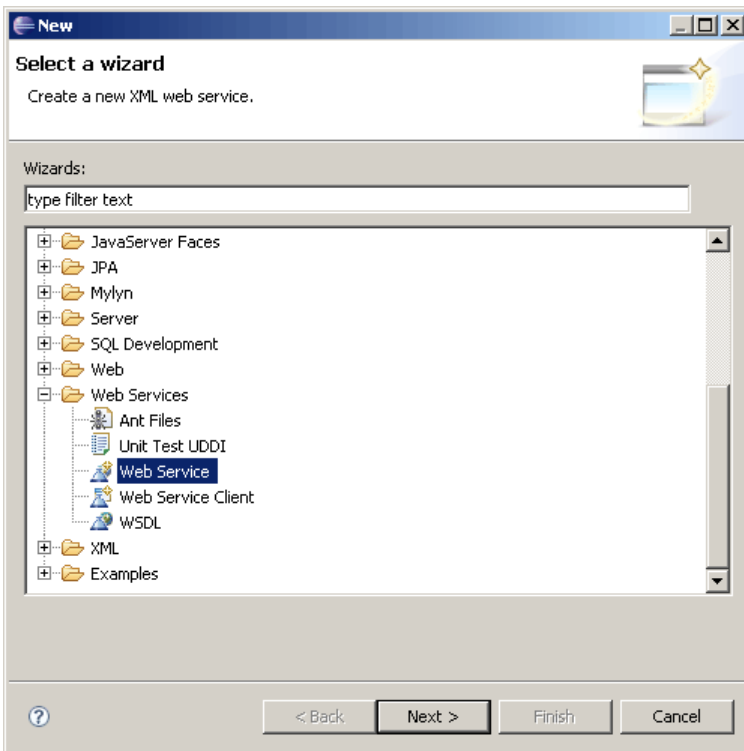 New
Select a wizard
Create a new XML web service.
Wizards:
type filter text
JavaServer Faces
JPA
Mylyn
Server
SQL Development
Web
Web Services
Ant Files
Unit Test UDDI
Web Service
Web Service Client
WSDL
XML
Examples
? < Back Next > Finish Cancel